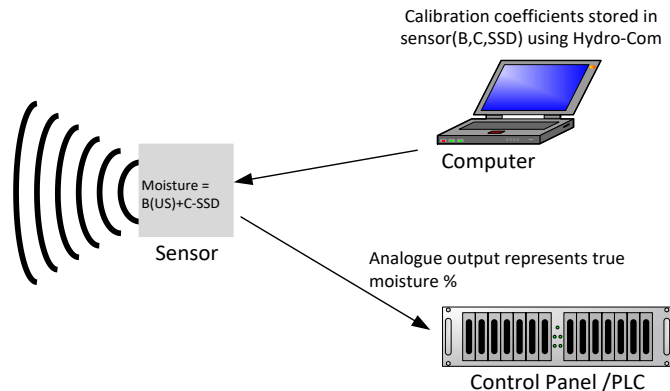 Calibration coefficients stored in
sensor(B,C,SSD) using Hydro-Com
Computer
Moisture =
B(US)+C-SSD
Sensor
Analogue output represents true
moisture %
Control Panel /PLC